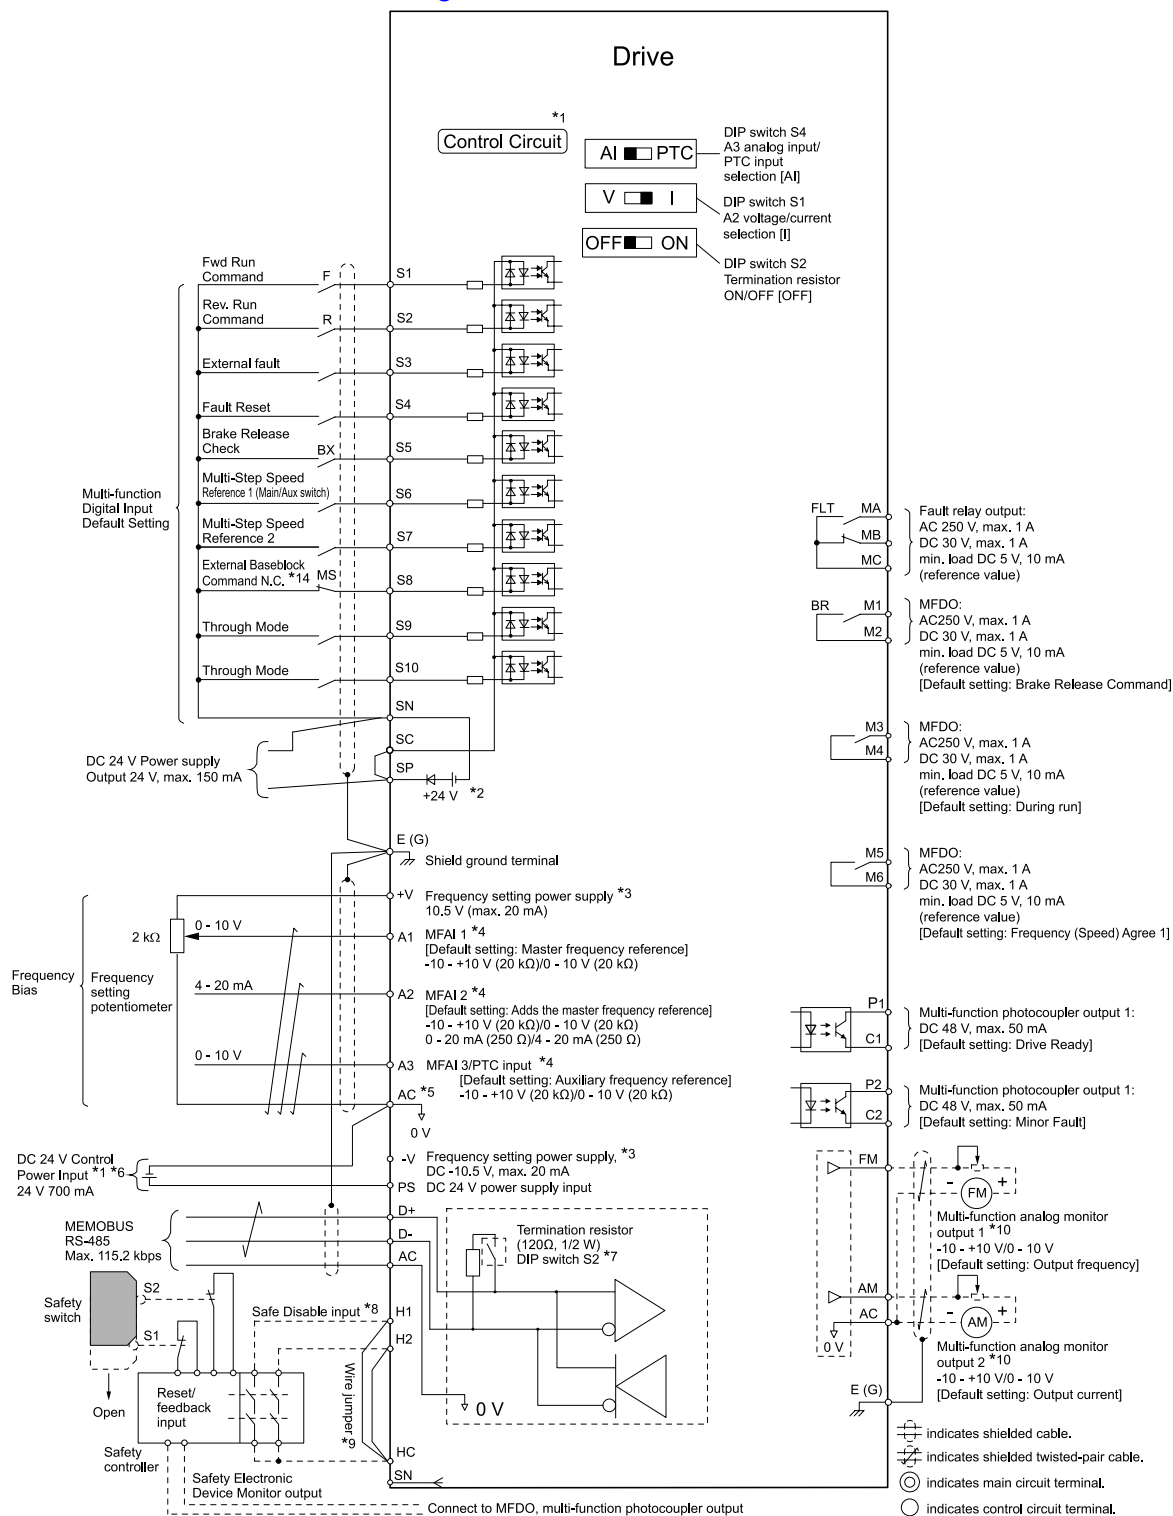 Drive
*1
Control Circuit
AI PTC
DIP switch S4
A3 analog input/
PTC input
selection [AI]
V I
DIP switch S1
A2 voltage/current
selection [I]
OFF ON
DIP switch S2
Termination resistor
ON/OFF [OFF]
Fwd Run
Command
F
S1
Rev. Run
Command
R
S2
External fault
S3
Fault Reset
S4
Brake Release
Check
BX
S5
Multi-Step Speed
Reference 1 (Main/Aux switch)
S6
Multi-Step Speed
Reference 2
S7
External Baseblock
Command N.C. *14
MS
S8
Through Mode
S9
Through Mode
S10
Multi-function
Digital Input
Default Setting
SN
SC
SP
DC 24 V Power supply
Output 24 V, max. 150 mA
+24 V
*2
E (G)
Shield ground terminal
+V
Frequency setting power supply *3
10.5 V (max. 20 mA)
2 kΩ
0 - 10 V
A1
MFAI 1 *4
[Default setting: Master frequency reference]
-10 - +10 V (20 kΩ)/0 - 10 V (20 kΩ)
Frequency
Bias
Frequency
setting
potentiometer
4 - 20 mA
A2
MFAI 2 *4
[Default setting: Adds the master frequency reference]
-10 - +10 V (20 kΩ)/0 - 10 V (20 kΩ)
0 - 20 mA (250 Ω)/4 - 20 mA (250 Ω)
0 - 10 V
A3
MFAI 3/PTC input *4
[Default setting: Auxiliary frequency reference]
-10 - +10 V (20 kΩ)/0 - 10 V (20 kΩ)
AC *5
0 V
DC 24 V Control
Power Input *1 *6
24 V 700 mA
-V
Frequency setting power supply, *3
DC -10.5 V, max. 20 mA
PS
DC 24 V power supply input
MEMOBUS
RS-485
Max. 115.2 kbps
D+
D-
AC
Termination resistor
(120Ω, 1/2 W)
DIP switch S2 *7
0 V
Safety
switch
S2
S1
Open
Safe Disable input *8
H1
H2
Wire jumper *9
Reset/
feedback
input
Safety
controller
HC
SN
Safety Electronic
Device Monitor output
Connect to MFDO, multi-function photocoupler output
FLT
MA
MB
MC
Fault relay output:
AC 250 V, max. 1 A
DC 30 V, max. 1 A
min. load DC 5 V, 10 mA
(reference value)
BR
M1
M2
MFDO:
AC250 V, max. 1 A
DC 30 V, max. 1 A
min. load DC 5 V, 10 mA
(reference value)
[Default setting: Brake Release Command]
M3
M4
MFDO:
AC250 V, max. 1 A
DC 30 V, max. 1 A
min. load DC 5 V, 10 mA
(reference value)
[Default setting: During run]
M5
M6
MFDO:
AC250 V, max. 1 A
DC 30 V, max. 1 A
min. load DC 5 V, 10 mA
(reference value)
[Default setting: Frequency (Speed) Agree 1]
P1
C1
Multi-function photocoupler output 1:
DC 48 V, max. 50 mA
[Default setting: Drive Ready]
P2
C2
Multi-function photocoupler output 1:
DC 48 V, max. 50 mA
[Default setting: Minor Fault]
FM
- +
FM
Multi-function analog monitor
output 1 *10
-10 - +10 V/0 - 10 V
[Default setting: Output frequency]
AM
AC
- +
AM
0 V
Multi-function analog monitor
output 2 *10
-10 - +10 V/0 - 10 V
[Default setting: Output current]
E (G)
indicates shielded cable.
indicates shielded twisted-pair cable.
indicates main circuit terminal.
indicates control circuit terminal.